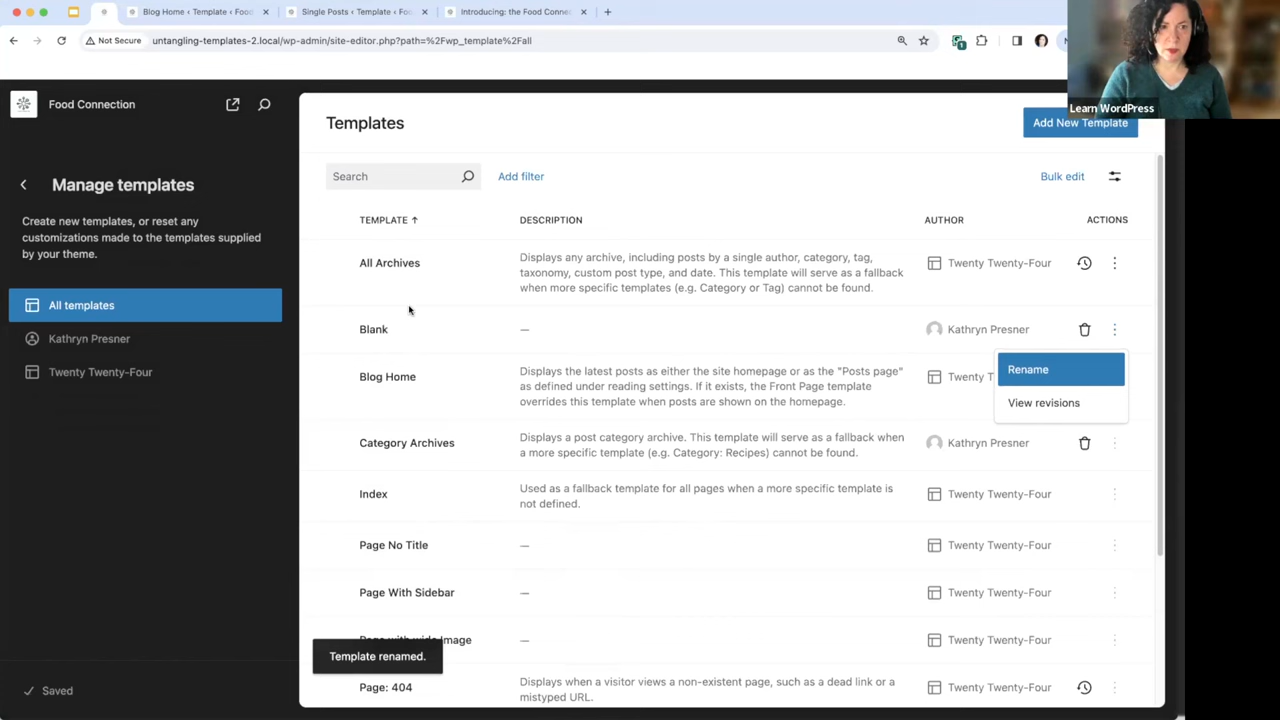 Blog Home ‹ Template ‹ Food
Single Posts ‹ Template ‹ Foo
Introducing: the Food Connec
Not Secure
untangling-templates-2.local/wp-admin/site-editor.php?path=%2Fwp_template%2Fall
Learn WordPress
Food Connection
Manage templates
Create new templates, or reset any
customizations made to the templates supplied
by your theme.
All templates
Kathryn Presner
Twenty Twenty-Four
Saved
Templates
Add New Template
Search
Add filter
Bulk edit
TEMPLATE ↑ DESCRIPTION AUTHOR ACTIONS
All Archives
Displays any archive, including posts by a single author, category, tag,
taxonomy, custom post type, and date. This template will serve as a fallback
when more specific templates (e.g. Category or Tag) cannot be found.
Twenty Twenty-Four
Blank — Kathryn Presner
Rename
View revisions
Blog Home
Displays the latest posts as either the site homepage or as the "Posts page"
as defined under reading settings. If it exists, the Front Page template
overrides this template when posts are shown on the homepage.
Twenty T
Category Archives
Displays a post category archive. This template will serve as a fallback when
a more specific template (e.g. Category: Recipes) cannot be found.
Kathryn Presner
Index
Used as a fallback template for all pages when a more specific template is
not defined.
Twenty Twenty-Four
Page No Title — Twenty Twenty-Four
Page With Sidebar — Twenty Twenty-Four
Page with wide Image — Twenty Twenty-Four
Template renamed.
Page: 404
Displays when a visitor views a non-existent page, such as a dead link or a
mistyped URL.
Twenty Twenty-Four